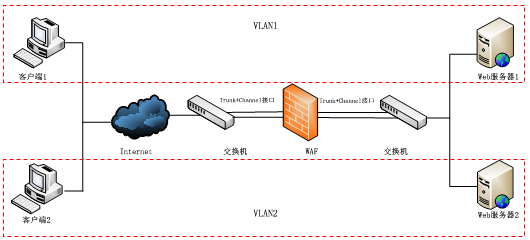 VLAN1
客户端1
Web服务器1
Trunk+Channel接口
Trunk+Channel接口
Internet
交换机
WAF
交换机
客户端2
VLAN2
Web服务器2